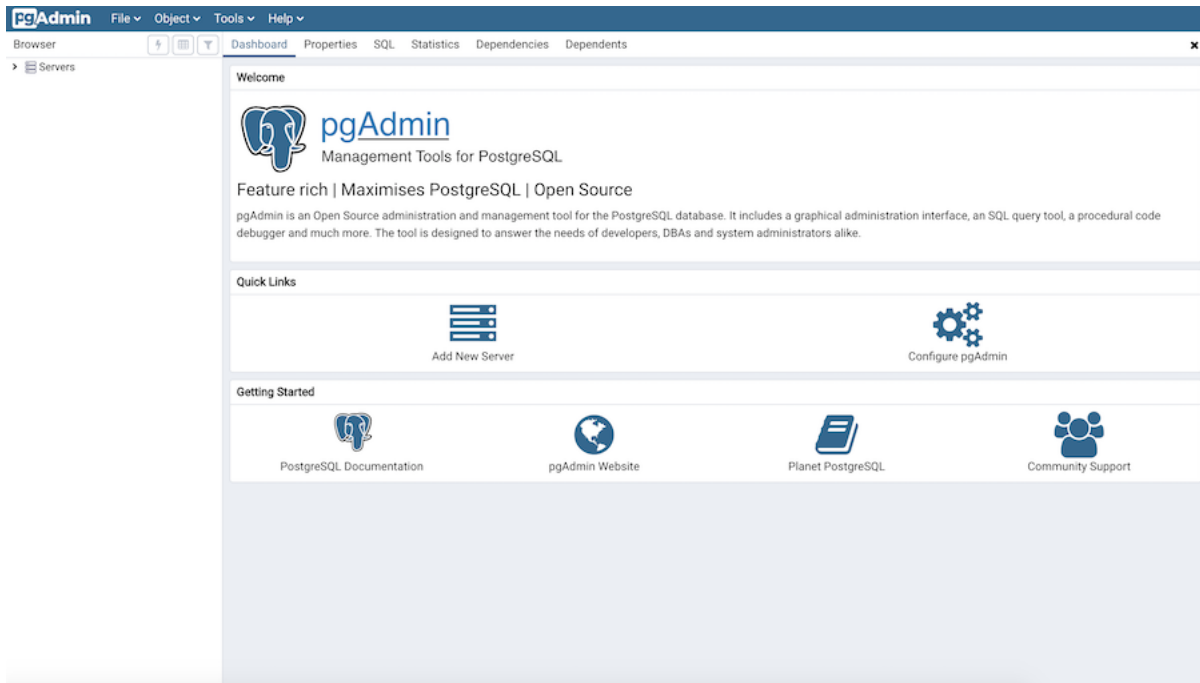 pgAdmin File Object Tools Help
Browser
Dashboard Properties SQL Statistics Dependencies Dependents
Servers
Welcome
pgAdmin
Management Tools for PostgreSQL
Feature rich | Maximises PostgreSQL | Open Source
pgAdmin is an Open Source administration and management tool for the PostgreSQL database. It includes a graphical administration interface, an SQL query tool, a procedural code
debugger and much more. The tool is designed to answer the needs of developers, DBAs and system administrators alike.
Quick Links
Add New Server
Configure pgAdmin
Getting Started
PostgreSQL Documentation
pgAdmin Website
Planet PostgreSQL
Community Support